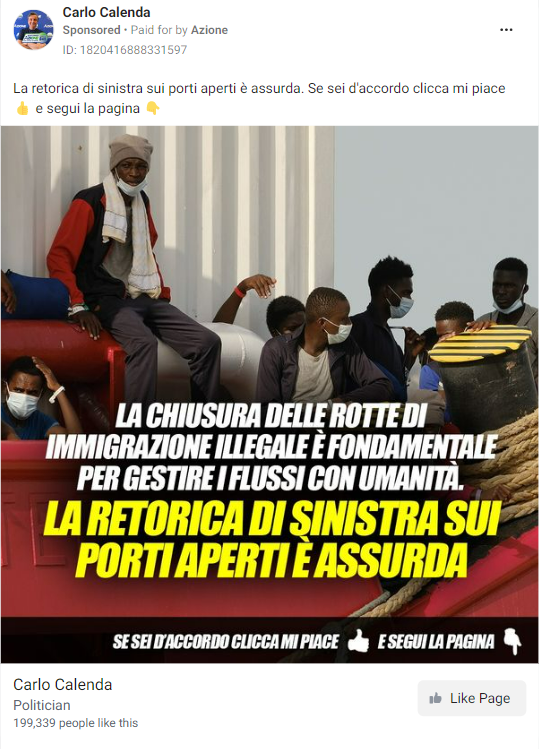 Carlo Calenda
Sponsored • Paid for by Azione
ID: 1820416888331597
La retorica di sinistra sui porti aperti è assurda. Se sei d'accordo clicca mi piace
👍 e segui la pagina 👇
LA CHIUSURA DELLE ROTTE DI
IMMIGRAZIONE ILLEGALE È FONDAMENTALE
PER GESTIRE I FLUSSI CON UMANITÀ.
LA RETORICA DI SINISTRA SUI
PORTI APERTI È ASSURDA
SE SEI D'ACCORDO CLICCA MI PIACE 👍 E SEGUI LA PAGINA 👇
Carlo Calenda
Politician
199,339 people like this
Like Page